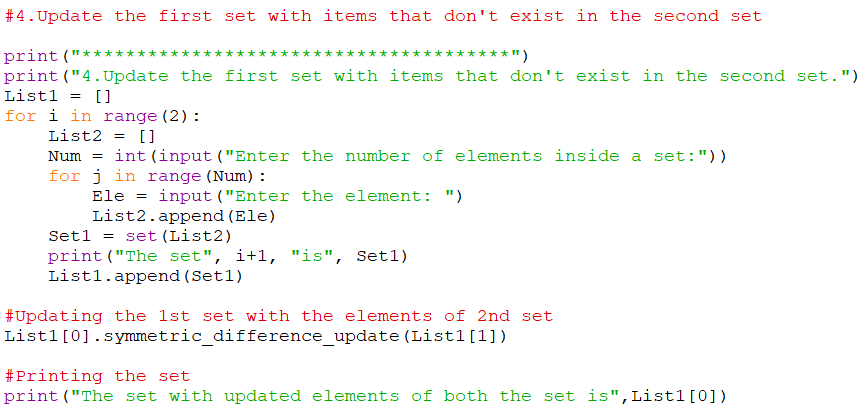 #4.Update the first set with items that don't exist in the second set
print("***************************************")
print("4.Update the first set with items that don't exist in the second set.")
List1 = []
for i in range(2):
    List2 = []
    Num = int(input("Enter the number of elements inside a set:"))
    for j in range(Num):
        Ele = input("Enter the element: ")
        List2.append(Ele)
    Set1 = set(List2)
    print("The set", i+1, "is", Set1)
    List1.append(Set1)
#Updating the 1st set with the elements of 2nd set
List1[0].symmetric_difference_update(List1[1])
#Printing the set
print("The set with updated elements of both the set is",List1[0])